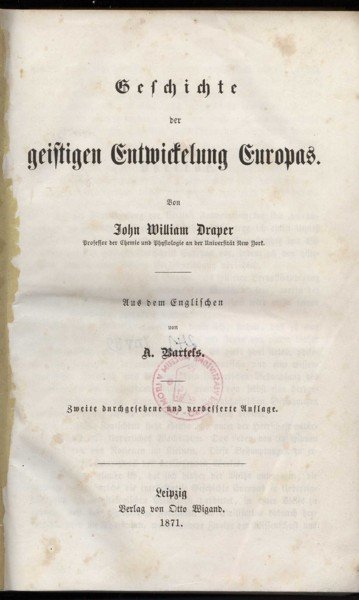 Geschichte
der
geistigen Entwickelung Europas.
Von
John William Draper
Professor der Chemie und Physiologie an der Universität New York.
Aus dem Englischen
von
A. Bartels.
Zweite durchgesehene und verbesserte Auflage.
Leipzig
Verlag von Otto Wigand.
1871.